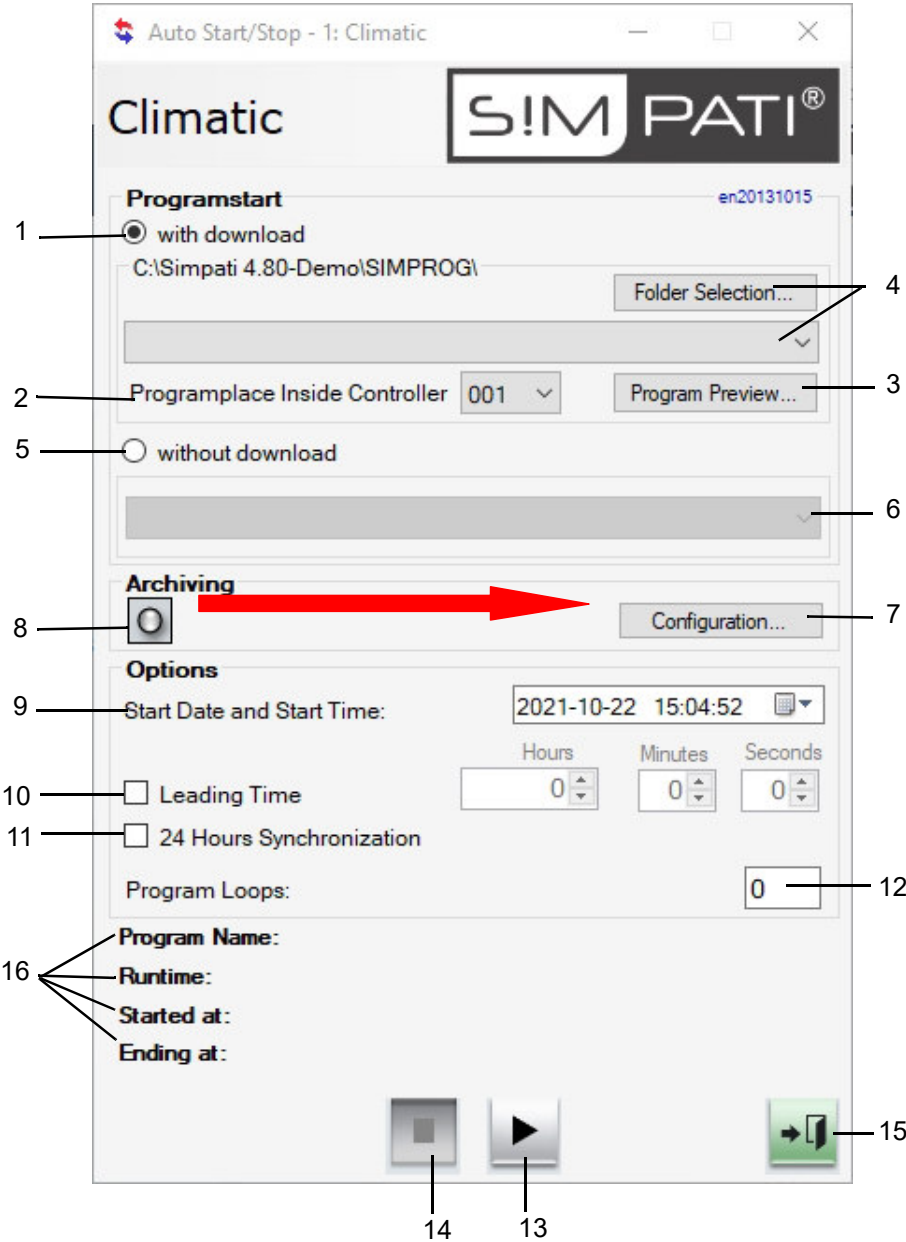 Auto Start/Stop - 1: Climatic
Climatic
S!MPATI®
Programstart
en20131015
1
with download
C:\Simpati 4.80-Demo\SIMPROG\
Folder Selection...
4
2
Programplace Inside Controller
001
Program Preview...
3
5
without download
6
Archiving
8
Configuration...
7
Options
9
Start Date and Start Time:
2021-10-22 15:04:52
Hours
Minutes
Seconds
10
Leading Time
0
0
0
11
24 Hours Synchronization
Program Loops:
0
12
Program Name:
16
Runtime:
Started at:
Ending at:
15
14
13